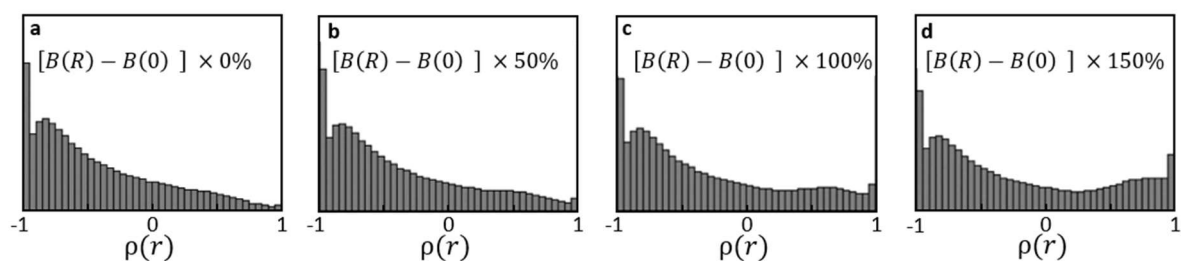 a
[B(R) − B(0) ] × 0%
-1 0 1
ρ(r)
b
[B(R) − B(0) ] × 50%
-1 0 1
ρ(r)
c
[B(R) − B(0) ] × 100%
-1 0 1
ρ(r)
d
[B(R) − B(0) ] × 150%
-1 0 1
ρ(r)